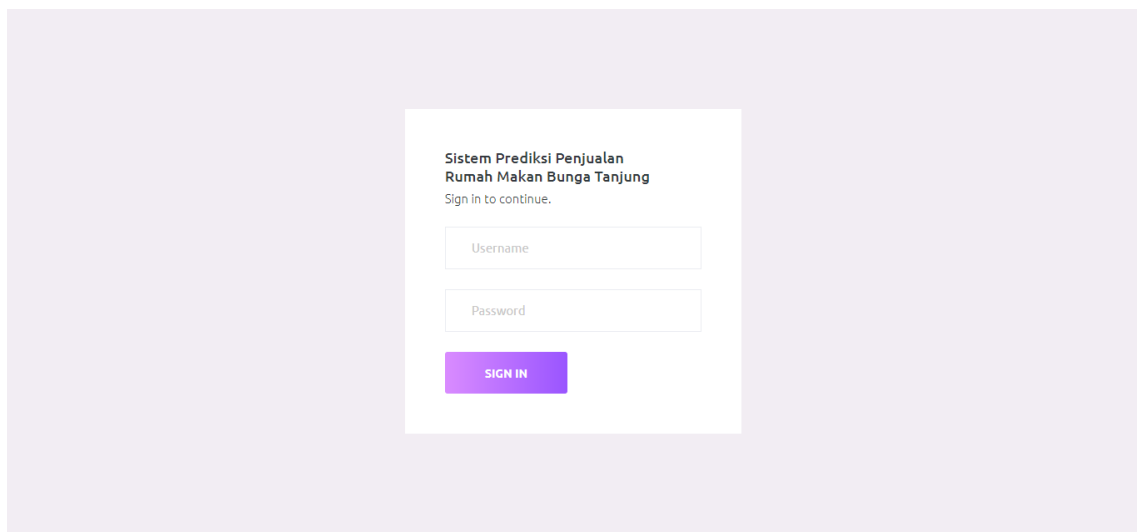 Sistem Prediksi Penjualan
Rumah Makan Bunga Tanjung
Sign in to continue.
Username
Password
SIGN IN